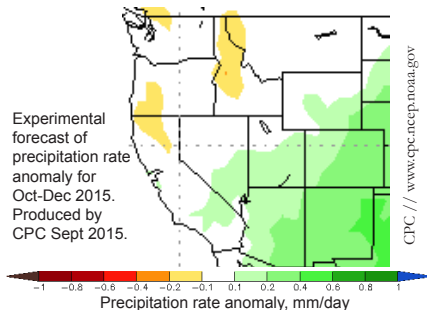 Experimental
forecast of
precipitation rate
anomaly for
Oct-Dec 2015.
Produced by
CPC Sept 2015.
CPC // www.cpc.ncep.noaa.gov
-1 -0.8 -0.6 -0.4 -0.2 -0.1 0.1 0.2 0.4 0.6 0.8 1
Precipitation rate anomaly, mm/day